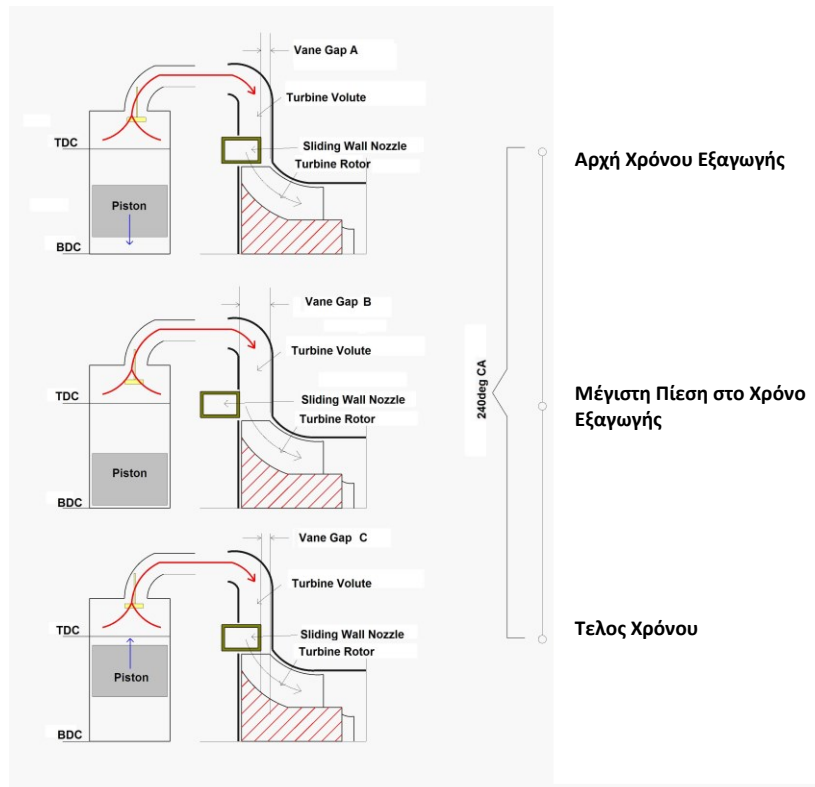 Vane Gap A
Turbine Volute
TDC
Sliding Wall Nozzle
Turbine Rotor
Piston
BDC
Αρχή Χρόνου Εξαγωγής
Vane Gap B
Turbine Volute
TDC
Sliding Wall Nozzle
Turbine Rotor
Piston
BDC
240deg CA
Μέγιστη Πίεση στο Χρόνο
Εξαγωγής
Vane Gap C
Turbine Volute
TDC
Sliding Wall Nozzle
Turbine Rotor
Piston
BDC
Τελος Χρόνου